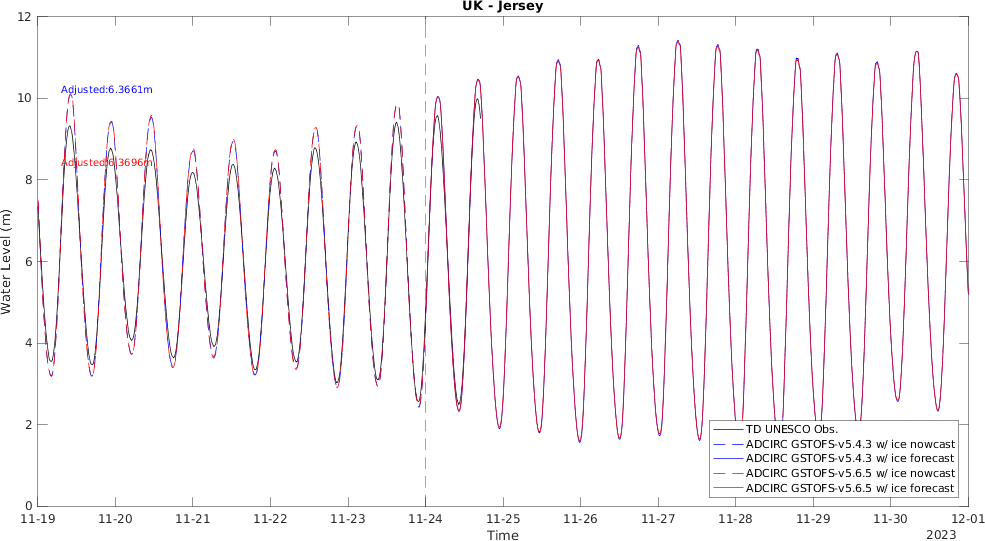 UK - Jersey
12
10
8
6
4
2
0
Water Level (m)
Adjusted:6.3661m
Adjusted:6.3696m
TD UNESCO Obs.
ADCIRC GSTOFS-v5.4.3 w/ ice nowcast
ADCIRC GSTOFS-v5.4.3 w/ ice forecast
ADCIRC GSTOFS-v5.6.5 w/ ice nowcast
ADCIRC GSTOFS-v5.6.5 w/ ice forecast
11-19 11-20 11-21 11-22 11-23 11-24 11-25 11-26 11-27 11-28 11-29 11-30 12-01
Time
2023